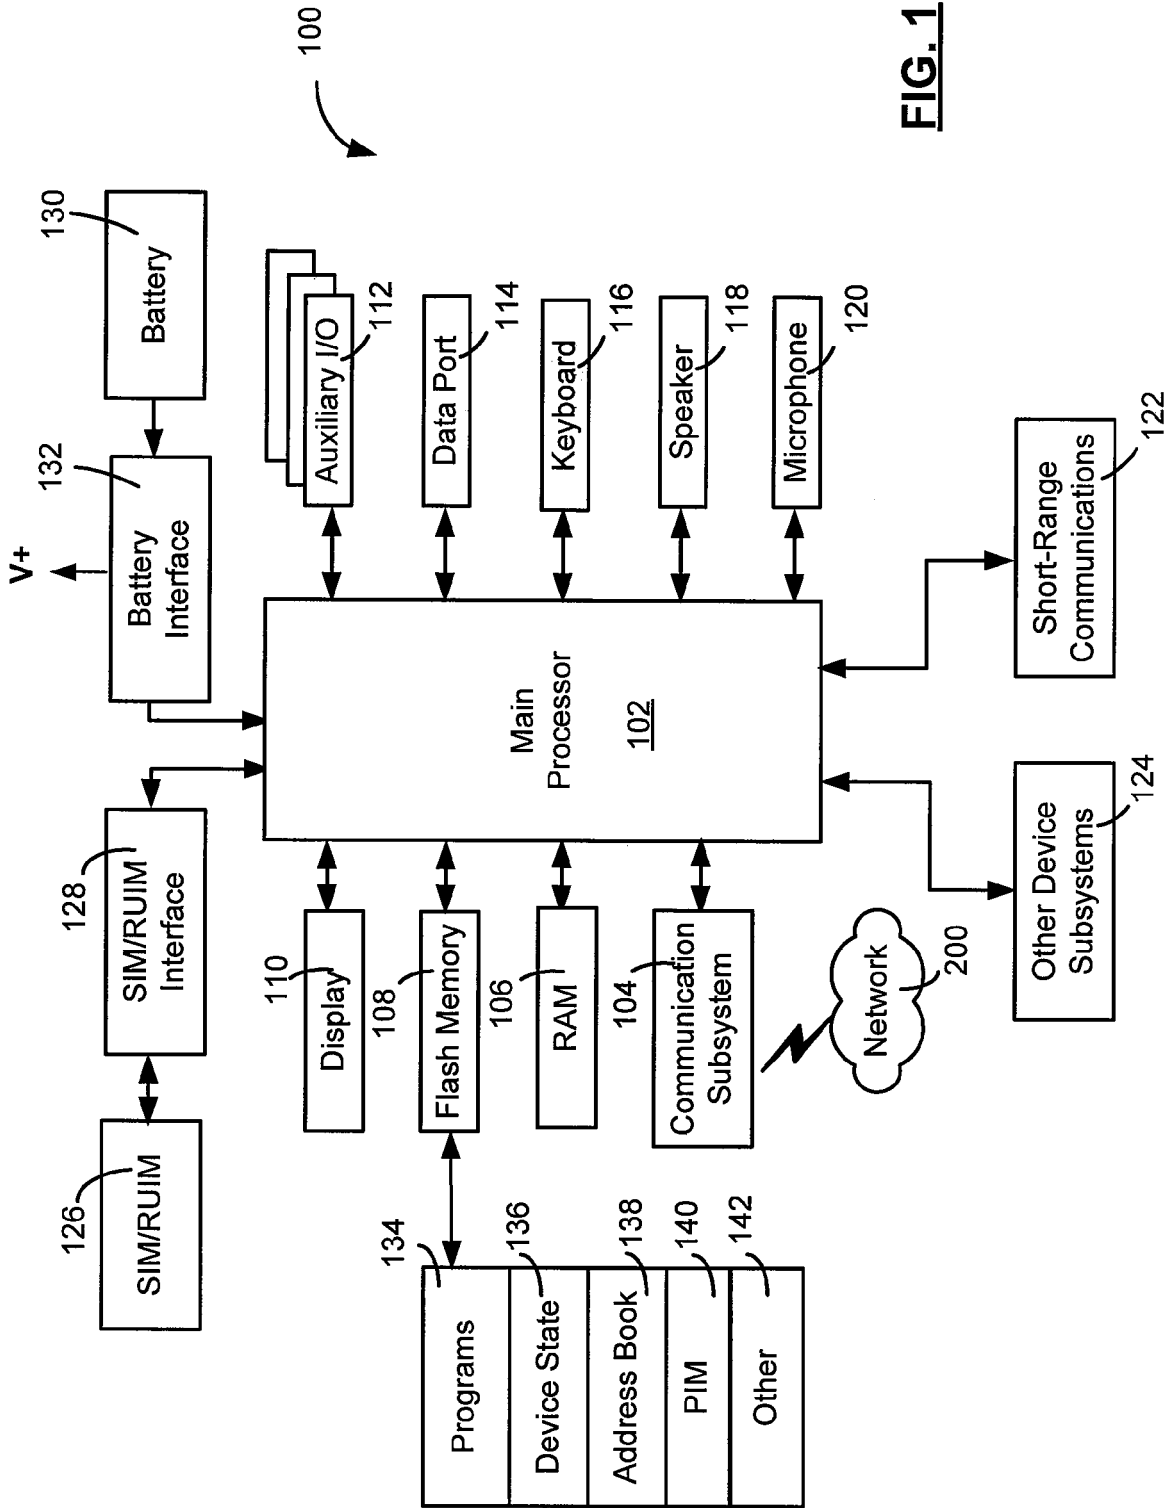 126
SIM/RUIM
128
SIM/RUIM
Interface
V+
132
Battery
Interface
130
Battery
100
134
Programs
136
Device State
138
Address Book
140
PIM
142
Other
110
Display
108
Flash Memory
106
RAM
104
Communication
Subsystem
Network
200
Main
Processor
102
Auxiliary I/O
112
Data Port
114
Keyboard
116
Speaker
118
Microphone
120
Other Device
Subsystems
124
Short-Range
Communications
122
FIG. 1